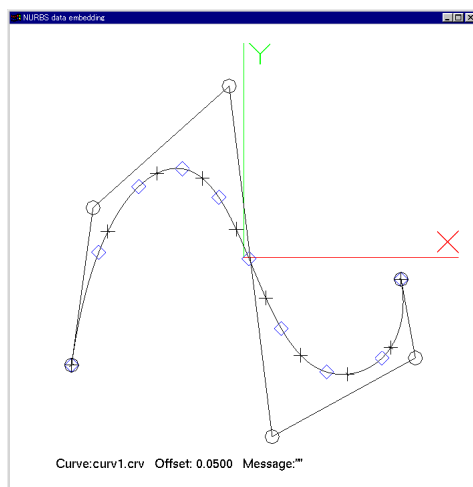 NURBS data embedding
Y
X
Curve:curv1.crv Offset: 0.0500 Message:""